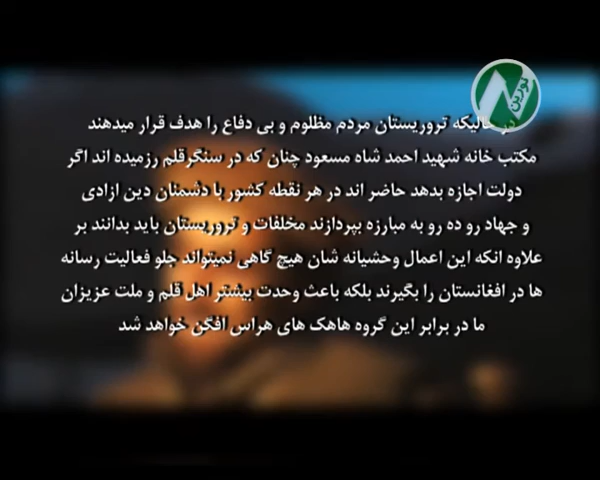 نورین
در حالیکه تروریستان مردم مظلوم و بی دفاع را هدف قرار میدهند
مکتب خانه شهید احمد شاه مسعود چنان که در سنگرقلم رزمیده اند اگر
دولت اجازه بدهد حاضر اند در هر نقطه کشور با دشمنان دین ازادی
و جهاد رو ده رو به مبارزه بپردازند مخلفات و تروریستان باید بدانند بر
علاوه انکه این اعمال وحشیانه شان هیچ گاهی نمیتواند جلو فعالیت رسانه
ها در افغانستان را بگیرند بلکه باعث وحدت بیشتر اهل قلم و ملت عزیزان
ما در برابر این گروه هاهک های هراس افگن خواهد شد